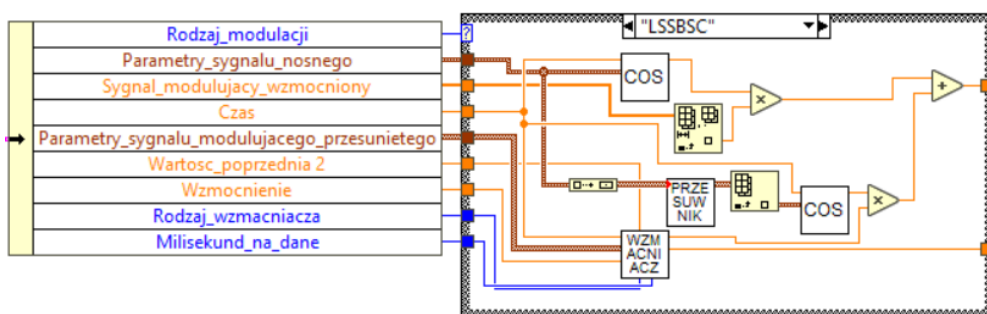 Rodzaj_modulacji
Parametry_sygnalu_nosnego
Sygnal_modulujacy_wzmocniony
Czas
Parametry_sygnalu_modulujacego_przesunietego
Wartosc_poprzednia 2
Wzmocnienie
Rodzaj_wzmacniacza
Milisekund_na_dane
?
"LSSBSC"
COS
×
+
PRZE
SUW
NIK
COS
×
WZM
ACNI
ACZ